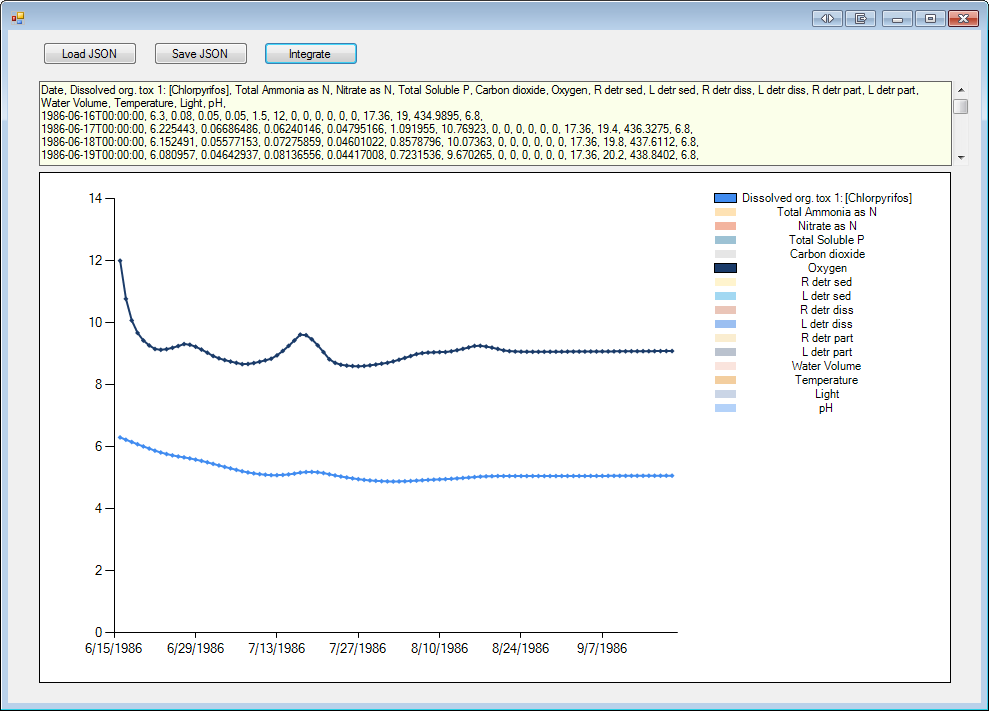 Load JSON Save JSON Integrate
Date, Dissolved org. tox 1: [Chlorpyrifos], Total Ammonia as N, Nitrate as N, Total Soluble P, Carbon dioxide, Oxygen, R detr sed, L detr sed, R detr diss, L detr diss, R detr part, L detr part,
Water Volume, Temperature, Light, pH,
1986-06-16T00:00:00, 6.3, 0.08, 0.05, 0.05, 1.5, 12, 0, 0, 0, 0, 0, 0, 17.36, 19, 434.9895, 6.8,
1986-06-17T00:00:00, 6.225443, 0.06686486, 0.06240146, 0.04795166, 1.091955, 10.76923, 0, 0, 0, 0, 0, 0, 17.36, 19.4, 436.3275, 6.8,
1986-06-18T00:00:00, 6.152491, 0.05577153, 0.07275859, 0.04601022, 0.8578796, 10.07363, 0, 0, 0, 0, 0, 0, 17.36, 19.8, 437.6112, 6.8,
1986-06-19T00:00:00, 6.080957, 0.04642937, 0.08136556, 0.04417008, 0.7231536, 9.670265, 0, 0, 0, 0, 0, 0, 17.36, 20.2, 438.8402, 6.8,
14
12
10
8
6
4
2
0
6/15/1986 6/29/1986 7/13/1986 7/27/1986 8/10/1986 8/24/1986 9/7/1986
Dissolved org. tox 1: [Chlorpyrifos]
Total Ammonia as N
Nitrate as N
Total Soluble P
Carbon dioxide
Oxygen
R detr sed
L detr sed
R detr diss
L detr diss
R detr part
L detr part
Water Volume
Temperature
Light
pH